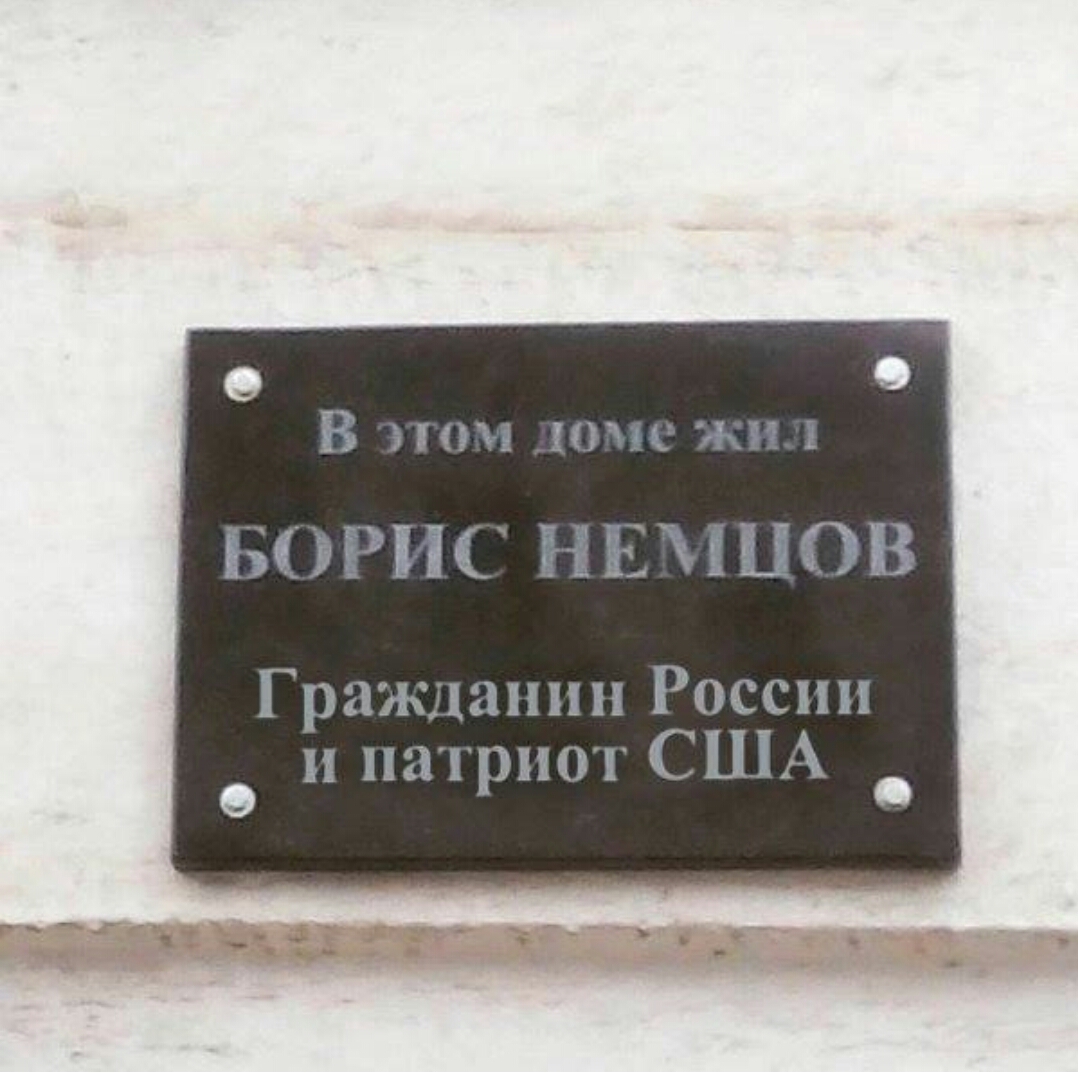 В этом доме жил
БОРИС НЕМЦОВ
Гражданин России
и патриот США